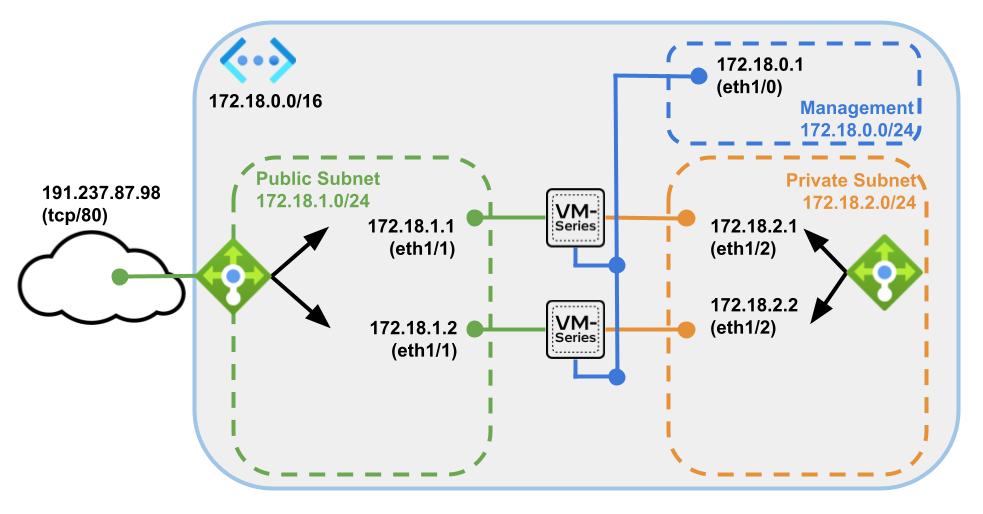 172.18.0.0/16
172.18.0.1
(eth1/0)
Management
172.18.0.0/24
191.237.87.98
(tcp/80)
Public Subnet
172.18.1.0/24
172.18.1.1
(eth1/1)
172.18.1.2
(eth1/1)
VM-
Series
VM-
Series
Private Subnet
172.18.2.0/24
172.18.2.1
(eth1/2)
172.18.2.2
(eth1/2)